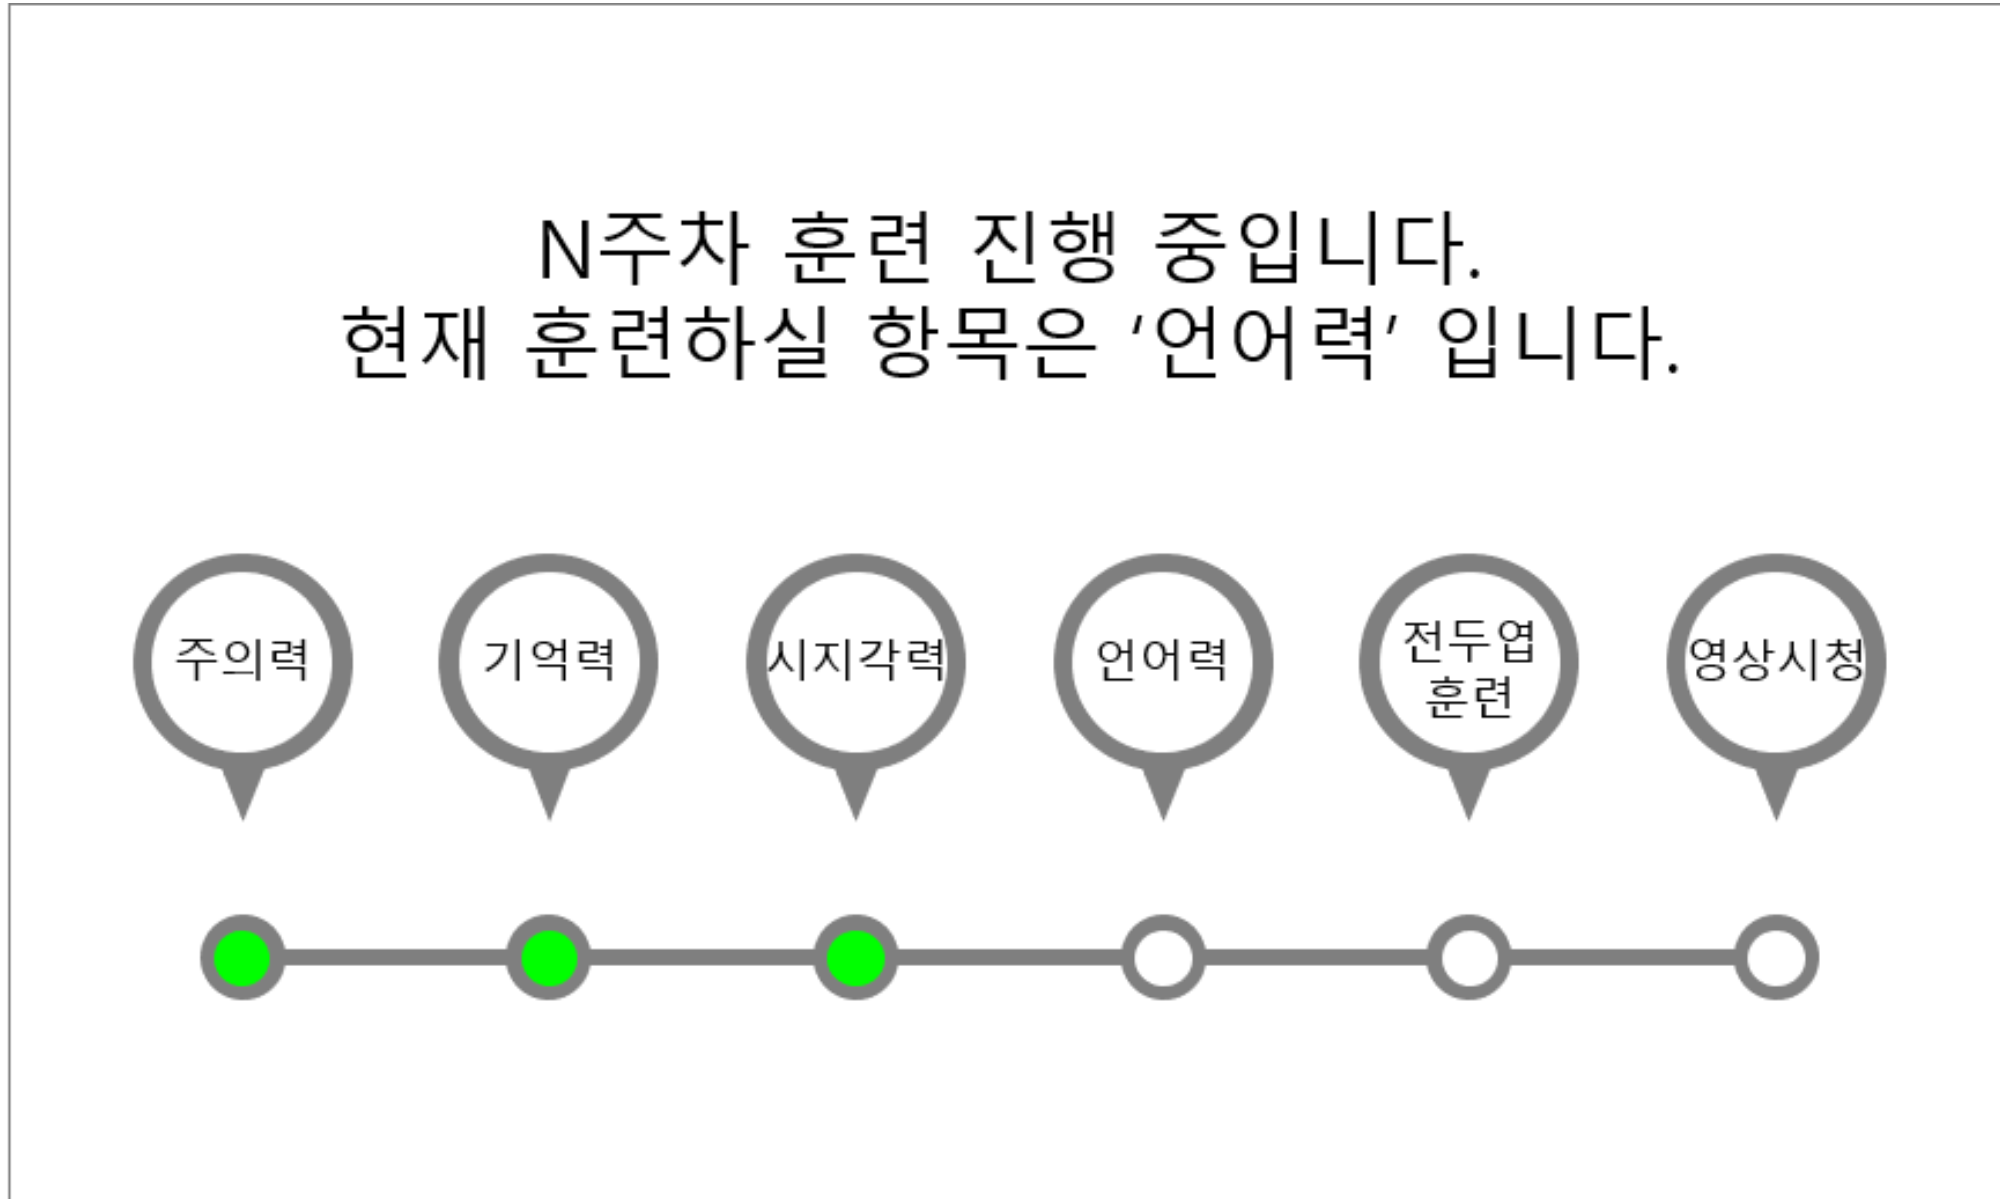 N주차 훈련 진행 중입니다.
현재 훈련하실 항목은 ‘언어력’ 입니다.
주의력
기억력
시지각력
언어력
전두엽
훈련
영상시청